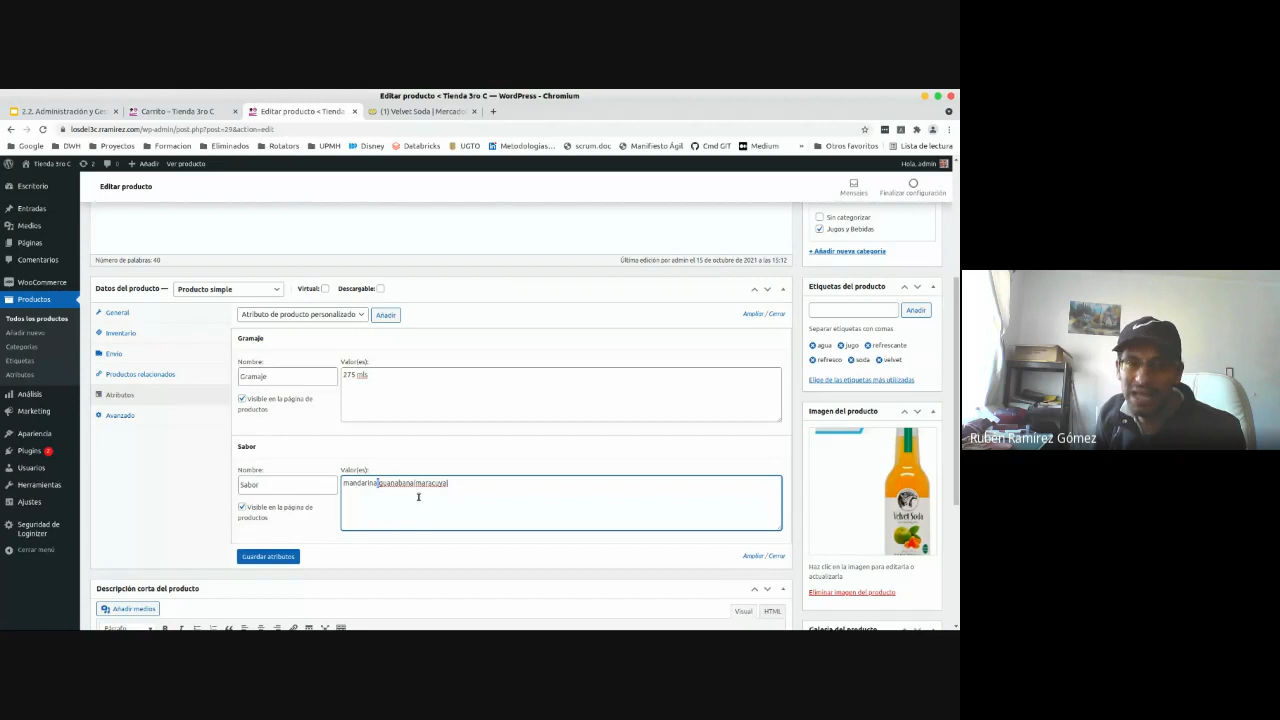 Editar producto < Tienda 3ro C — WordPress - Chromium
2.2. Administración y Ges
Carrito – Tienda 3ro C
Editar producto < Tienda
(1) Velvet Soda | Mercado
losdel3c.rramirez.com/wp-admin/post.php?post=29&action=edit
Google DWH Proyectos Formacion Eliminados Rotators UPMH Disney Databricks UGTO Metodologías... scrum.doc Manifiesto Ágil Cmd GIT Medium » Otros favoritos Lista de lectura
Tienda 3ro C 2 Añadir Ver producto Hola, admin
Escritorio
Entradas
Medios
Páginas
Comentarios
WooCommerce
Productos
Todos los productos
Añadir nuevo
Categorías
Etiquetas
Atributos
Análisis
Marketing
Apariencia
Plugins 2
Usuarios
Herramientas
Ajustes
Seguridad de
Loginizer
Cerrar menú
Editar producto
Mensajes
Finalizar configuración
Número de palabras: 40
Última edición por admin el 15 de octubre de 2021 a las 15:12
Datos del producto — Producto simple Virtual: Descargable:
General
Inventario
Envío
Productos relacionados
Atributos
Avanzado
Atributo de producto personalizado Añadir
Ampliar / Cerrar
Gramaje
Nombre:
Valor(es):
Gramaje
275 mls
Visible en la página de
productos
Sabor
Nombre:
Valor(es):
Sabor
mandarina|guanabana|maracuya|
Visible en la página de
productos
Guardar atributos
Ampliar / Cerrar
Descripción corta del producto
Añadir medios
Visual HTML
Párrafo
Sin categorizar
Jugos y Bebidas
+ Añadir nueva categoría
Etiquetas del producto
Añadir
Separar etiquetas con comas
agua jugo refrescante
refresco soda velvet
Elige de las etiquetas más utilizadas
Imagen del producto
Velvet Soda
Haz clic en la imagen para editarla o
actualizarla
Eliminar imagen del producto
Galería del producto
Rubén Ramírez Gómez